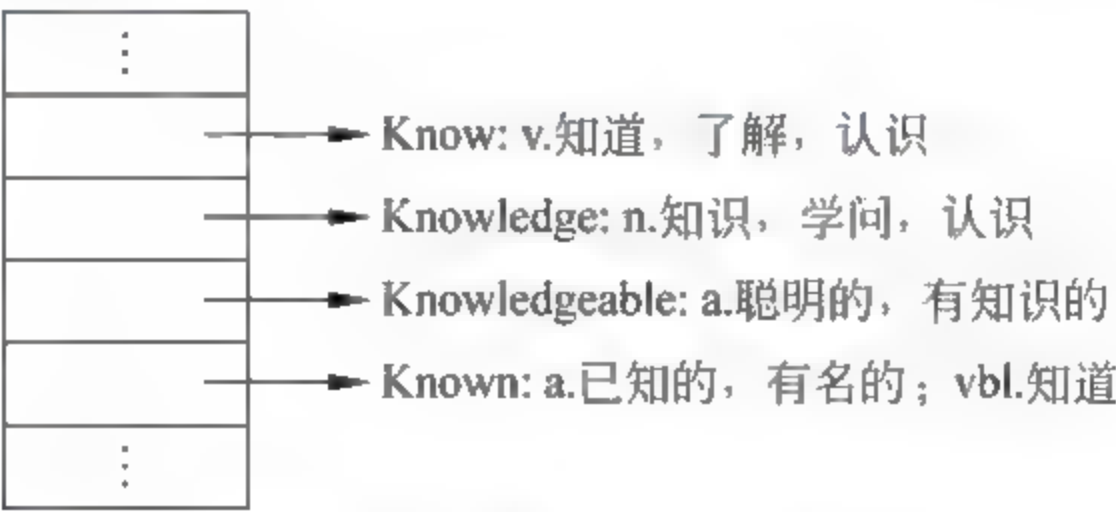 ⋮
Know: v.知道，了解，认识
Knowledge: n.知识，学问，认识
Knowledgeable: a.聪明的，有知识的
Known: a.已知的，有名的；vbl.知道
⋮